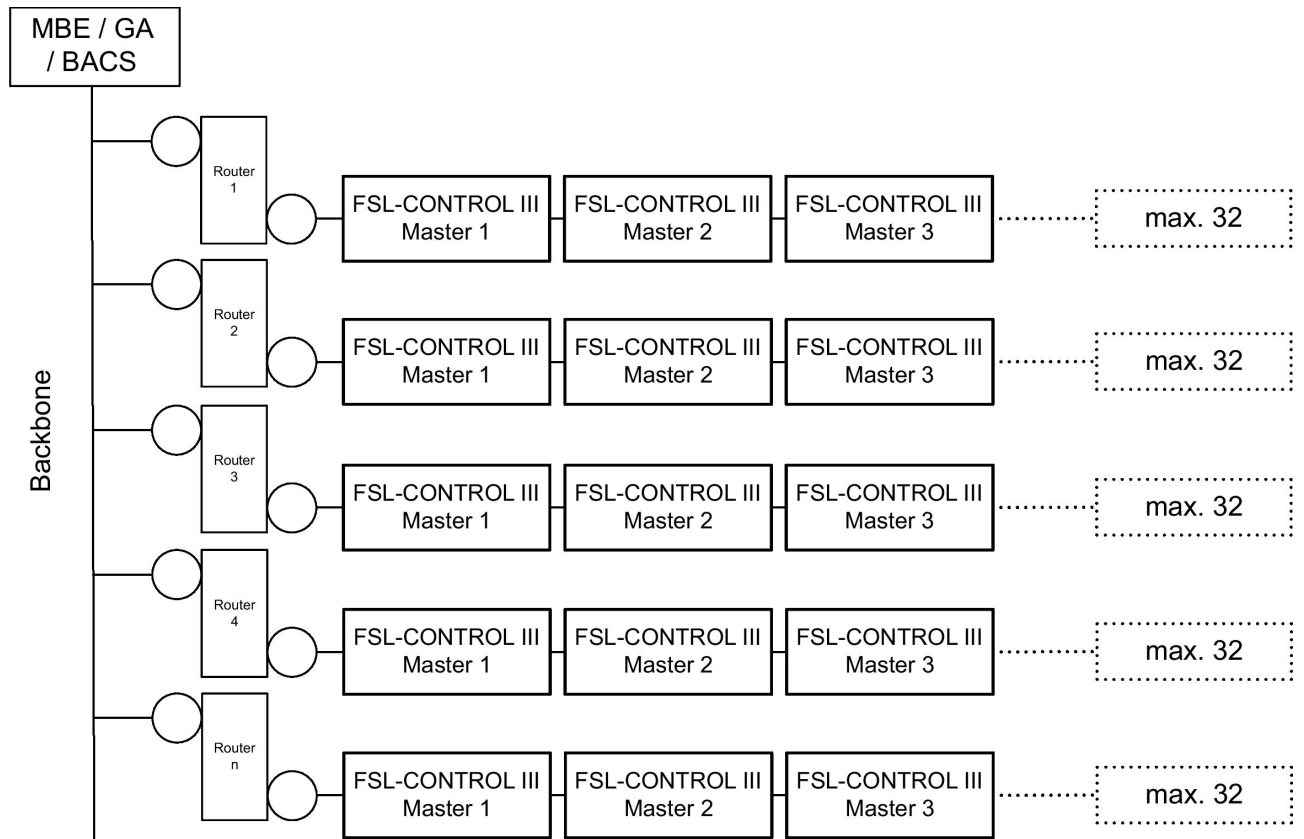 MBE / GA
/ BACS
Router
1
FSL-CONTROL III
Master 1
FSL-CONTROL III
Master 2
FSL-CONTROL III
Master 3
max. 32
Router
2
FSL-CONTROL III
Master 1
FSL-CONTROL III
Master 2
FSL-CONTROL III
Master 3
max. 32
Backbone
Router
3
FSL-CONTROL III
Master 1
FSL-CONTROL III
Master 2
FSL-CONTROL III
Master 3
max. 32
Router
4
FSL-CONTROL III
Master 1
FSL-CONTROL III
Master 2
FSL-CONTROL III
Master 3
max. 32
Router
n
FSL-CONTROL III
Master 1
FSL-CONTROL III
Master 2
FSL-CONTROL III
Master 3
max. 32